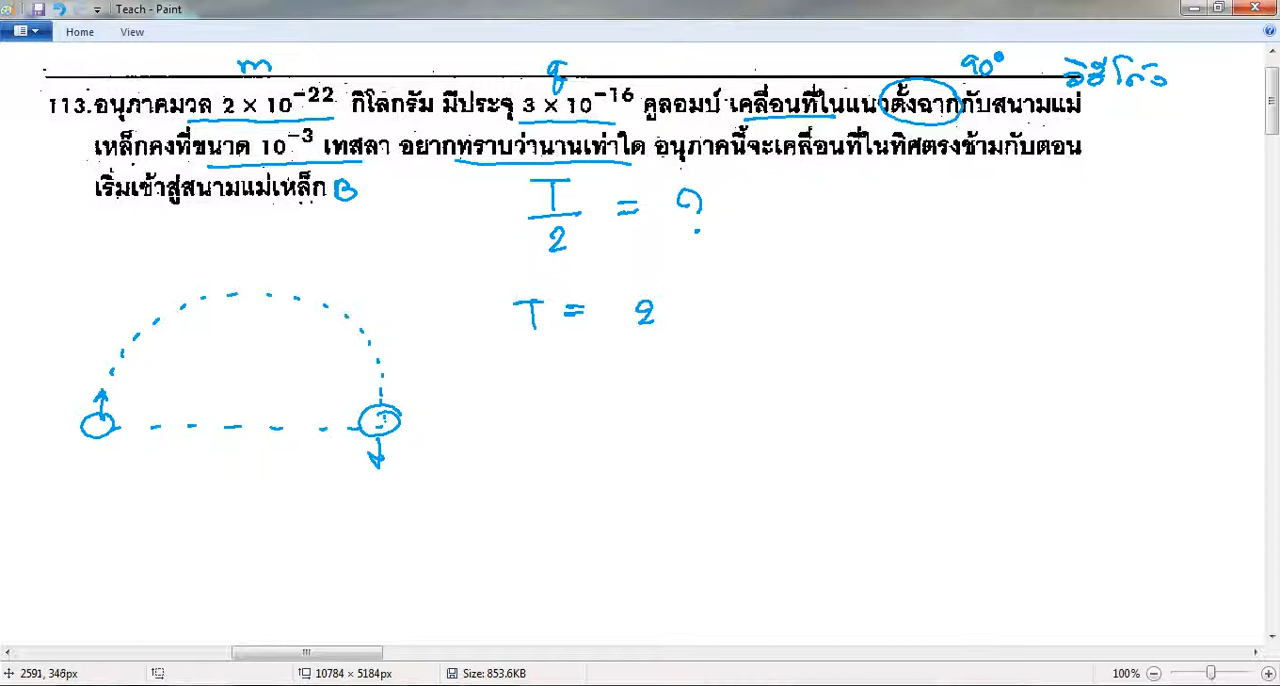 Teach - Paint
Home View
m q 90° วิถีโค้ง
113.อนุภาคมวล 2 × 10⁻²² กิโลกรัม มีประจุ 3 × 10⁻¹⁶ คูลอมบ์ เคลื่อนที่ในแนวตั้งฉากกับสนามแม่
เหล็กคงที่ขนาด 10⁻³ เทสลา อยากทราบว่านานเท่าใด อนุภาคนี้จะเคลื่อนที่ในทิศตรงข้ามกับตอน
เริ่มเข้าสู่สนามแม่เหล็ก B
T/2 = ?
T = 2
2591, 346px 10784 × 5184px Size: 853.6KB 100%